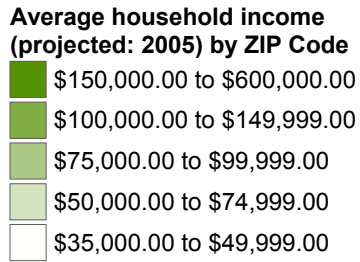 Average household income
(projected: 2005) by ZIP Code
$150,000.00 to $600,000.00
$100,000.00 to $149,999.00
$75,000.00 to $99,999.00
$50,000.00 to $74,999.00
$35,000.00 to $49,999.00